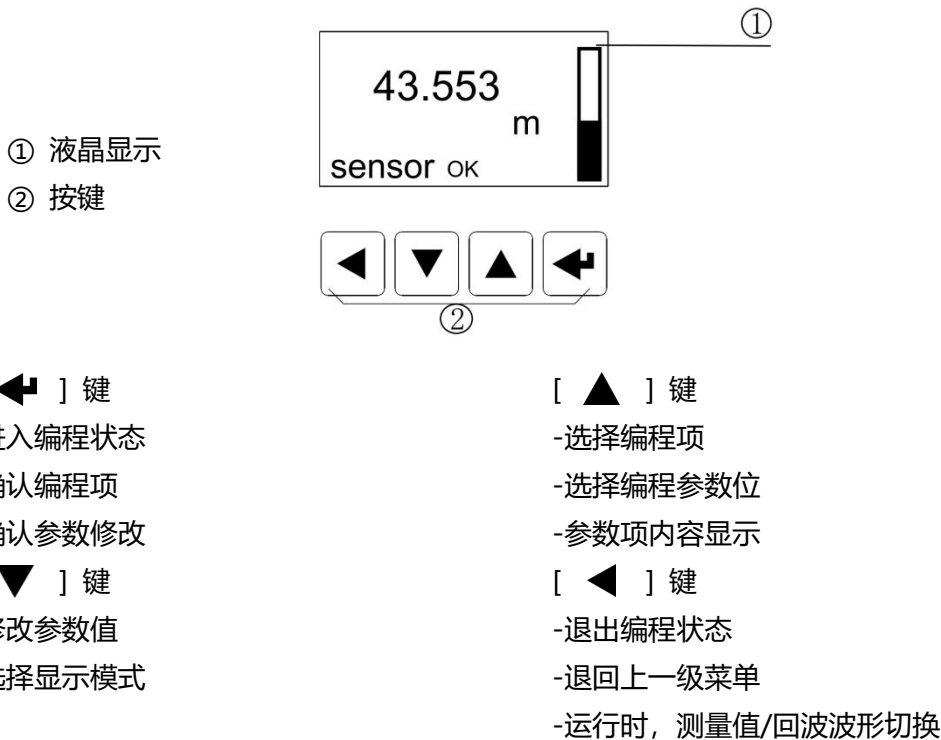 ①
43.553
m
sensor OK
① 液晶显示
② 按键
②
] 键
入编程状态
认编程项
认参数修改
] 键
改参数值
择显示模式
[ ▲ ] 键
-选择编程项
-选择编程参数位
-参数项内容显示
[ ◀ ] 键
-退出编程状态
-退回上一级菜单
-运行时，测量值/回波波形切换